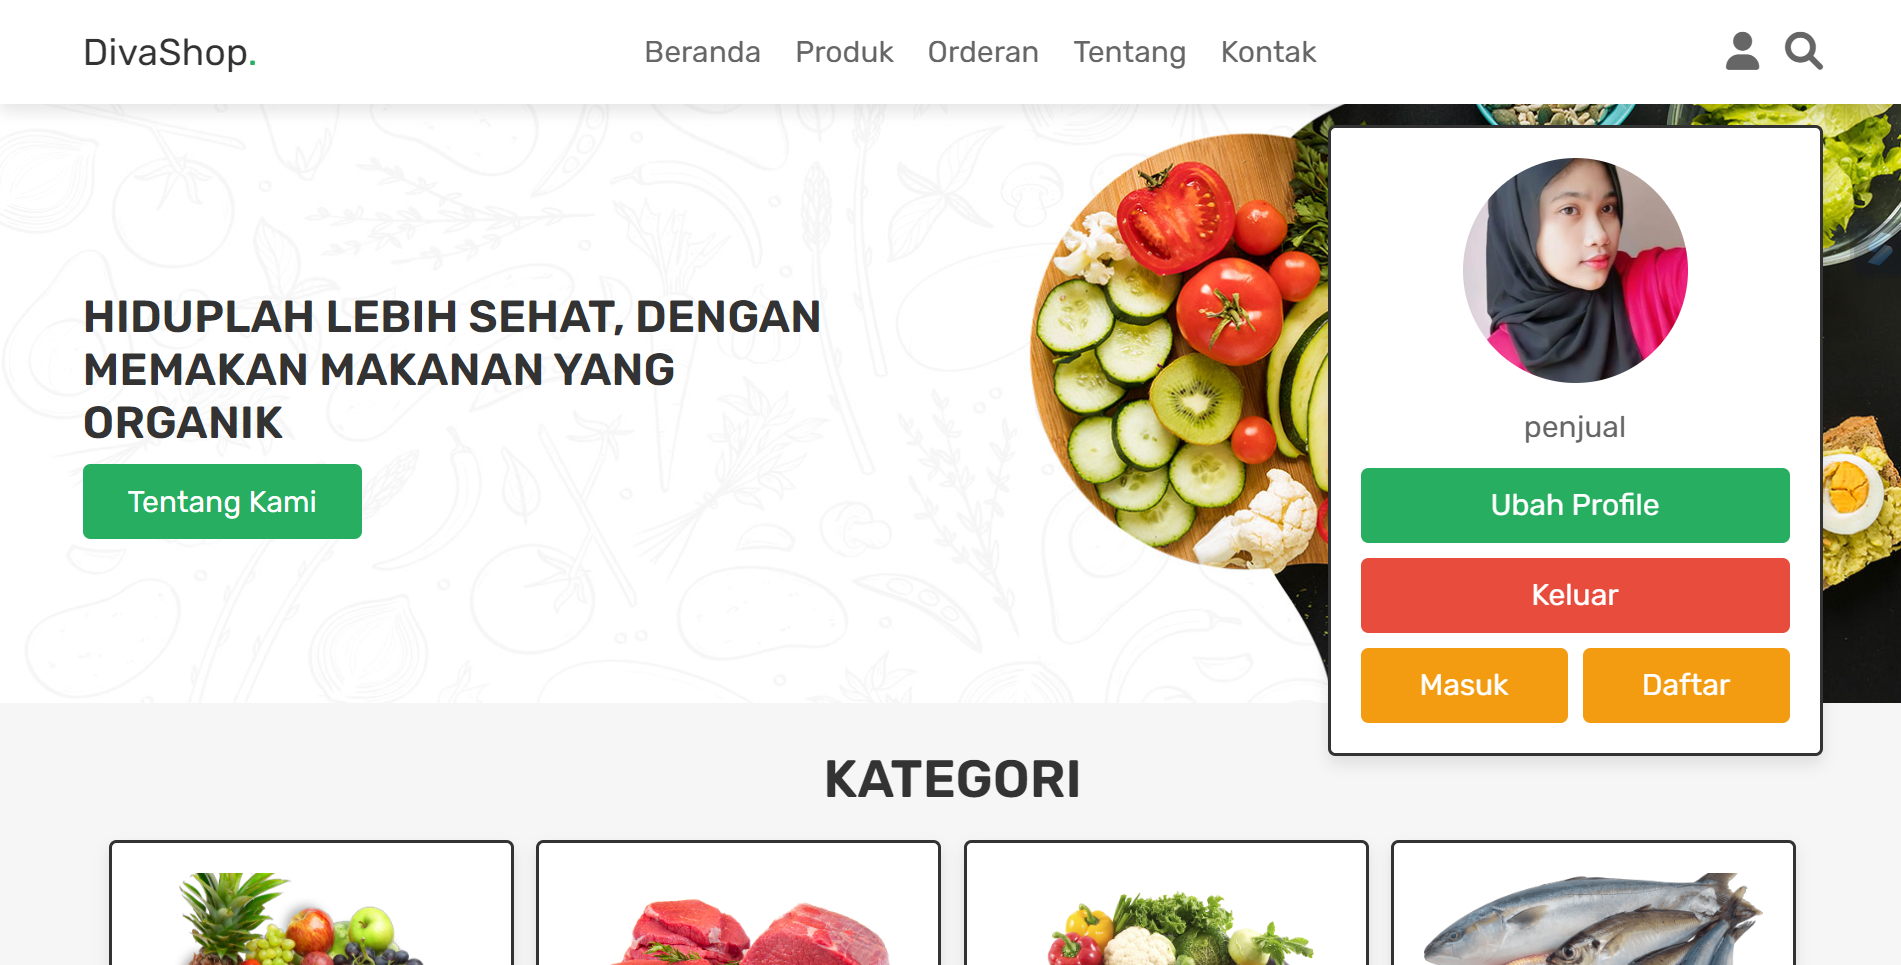 DivaShop.
Beranda Produk Orderan Tentang Kontak
HIDUPLAH LEBIH SEHAT, DENGAN
MEMAKAN MAKANAN YANG
ORGANIK
Tentang Kami
penjual
Ubah Profile
Keluar
Masuk Daftar
KATEGORI